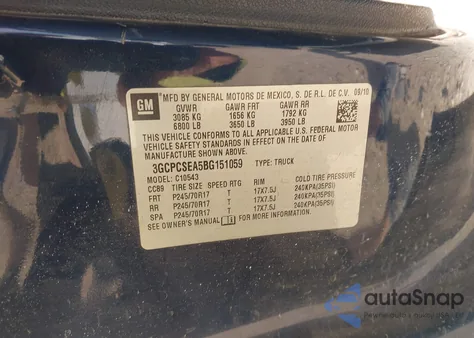 GM
MFD BY GENERAL MOTORS DE MEXICO, S. DE R.L. DE C.V. 09/10
GVWR GAWR FRT GAWR RR
3085 KG 1656 KG 1792 KG
6800 LB 3650 LB 3950 LB
THIS VEHICLE CONFORMS TO ALL APPLICABLE U.S. FEDERAL MOTOR
VEHICLE SAFETY STANDARDS IN EFFECT ON THE DATE OF
MANUFACTURE SHOWN ABOVE.
3GCPCSEA5BG151059 TYPE: TRUCK
MODEL: C10543
CC89 TIRE SIZE SPEED RTG RIM COLD TIRE PRESSURE
FRT P245/70R17 T 17X7.5J 240KPA(35PSI)
RR P245/70R17 T 17X7.5J 240KPA(35PSI)
SPA P245/70R17 T 17X7.5J 240KPA(35PSI)
SEE OWNER'S MANUAL FOR MORE INFORMATION.
autoSnap